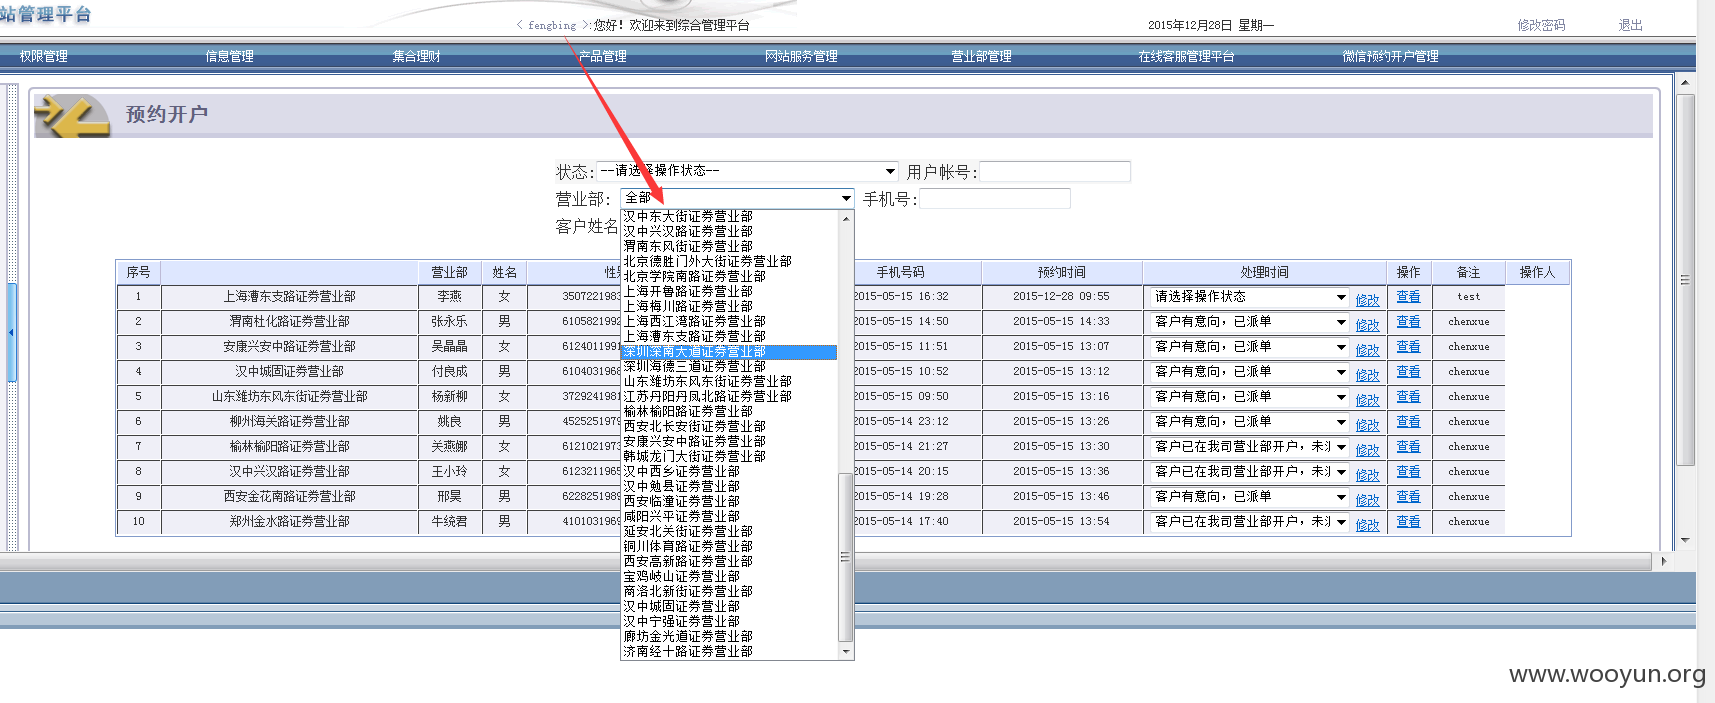 站管理平台
< fengbing >:您好！欢迎来到综合管理平台
2015年12月28日 星期一
修改密码
退出
权限管理 信息管理 集合理财 产品管理 网站服务管理 营业部管理 在线客服管理平台 微信预约开户管理
预约开户
状态: --请选择操作状态-- 用户帐号:
营业部: 全部 手机号:
客户姓名
汉中东大街证券营业部
汉中兴汉路证券营业部
渭南东风街证券营业部
北京德胜门外大街证券营业部
北京学院南路证券营业部
上海开鲁路证券营业部
上海梅川路证券营业部
上海西江湾路证券营业部
上海漕东支路证券营业部
深圳深南大道证券营业部
深圳海德三道证券营业部
山东潍坊东风东街证券营业部
江苏丹阳丹凤北路证券营业部
榆林榆阳路证券营业部
西安北长安街证券营业部
安康兴安中路证券营业部
韩城龙门大街证券营业部
汉中西乡证券营业部
汉中勉县证券营业部
西安临潼证券营业部
咸阳兴平证券营业部
延安北关街证券营业部
铜川体育路证券营业部
西安高新路证券营业部
宝鸡岐山证券营业部
商洛北新街证券营业部
汉中城固证券营业部
汉中宁强证券营业部
廊坊金光道证券营业部
济南经十路证券营业部
序号 营业部 姓名 手机号码 预约时间 处理时间 操作 备注 操作人
1 上海漕东支路证券营业部 李燕 女 350722198 2015-05-15 16:32 2015-12-28 09:55 请选择操作状态 修改 查看 test
2 渭南杜化路证券营业部 张永乐 男 610582199 2015-05-15 14:50 2015-05-15 14:33 客户有意向，已派单 修改 查看 chenxue
3 安康兴安中路证券营业部 吴晶晶 女 612401199 2015-05-15 11:51 2015-05-15 13:07 客户有意向，已派单 修改 查看 chenxue
4 汉中城固证券营业部 付良成 男 610403196 2015-05-15 10:52 2015-05-15 13:12 客户有意向，已派单 修改 查看 chenxue
5 山东潍坊东风东街证券营业部 杨新柳 女 372924198 2015-05-15 09:50 2015-05-15 13:16 客户有意向，已派单 修改 查看 chenxue
6 柳州海关路证券营业部 姚良 男 452525197 2015-05-14 23:12 2015-05-15 13:26 客户有意向，已派单 修改 查看 chenxue
7 榆林榆阳路证券营业部 关燕娜 女 612102197 2015-05-14 21:27 2015-05-15 13:30 客户已在我司营业部开户，未 修改 查看 chenxue
8 汉中兴汉路证券营业部 王小玲 女 612321196 2015-05-14 20:15 2015-05-15 13:36 客户已在我司营业部开户，未 修改 查看 chenxue
9 西安金花南路证券营业部 邢昊 男 622825198 2015-05-14 19:28 2015-05-15 13:46 客户有意向，已派单 修改 查看 chenxue
10 郑州金水路证券营业部 牛统君 男 410103196 2015-05-14 17:40 2015-05-15 13:54 客户已在我司营业部开户，未 修改 查看 chenxue
www.wooyun.org